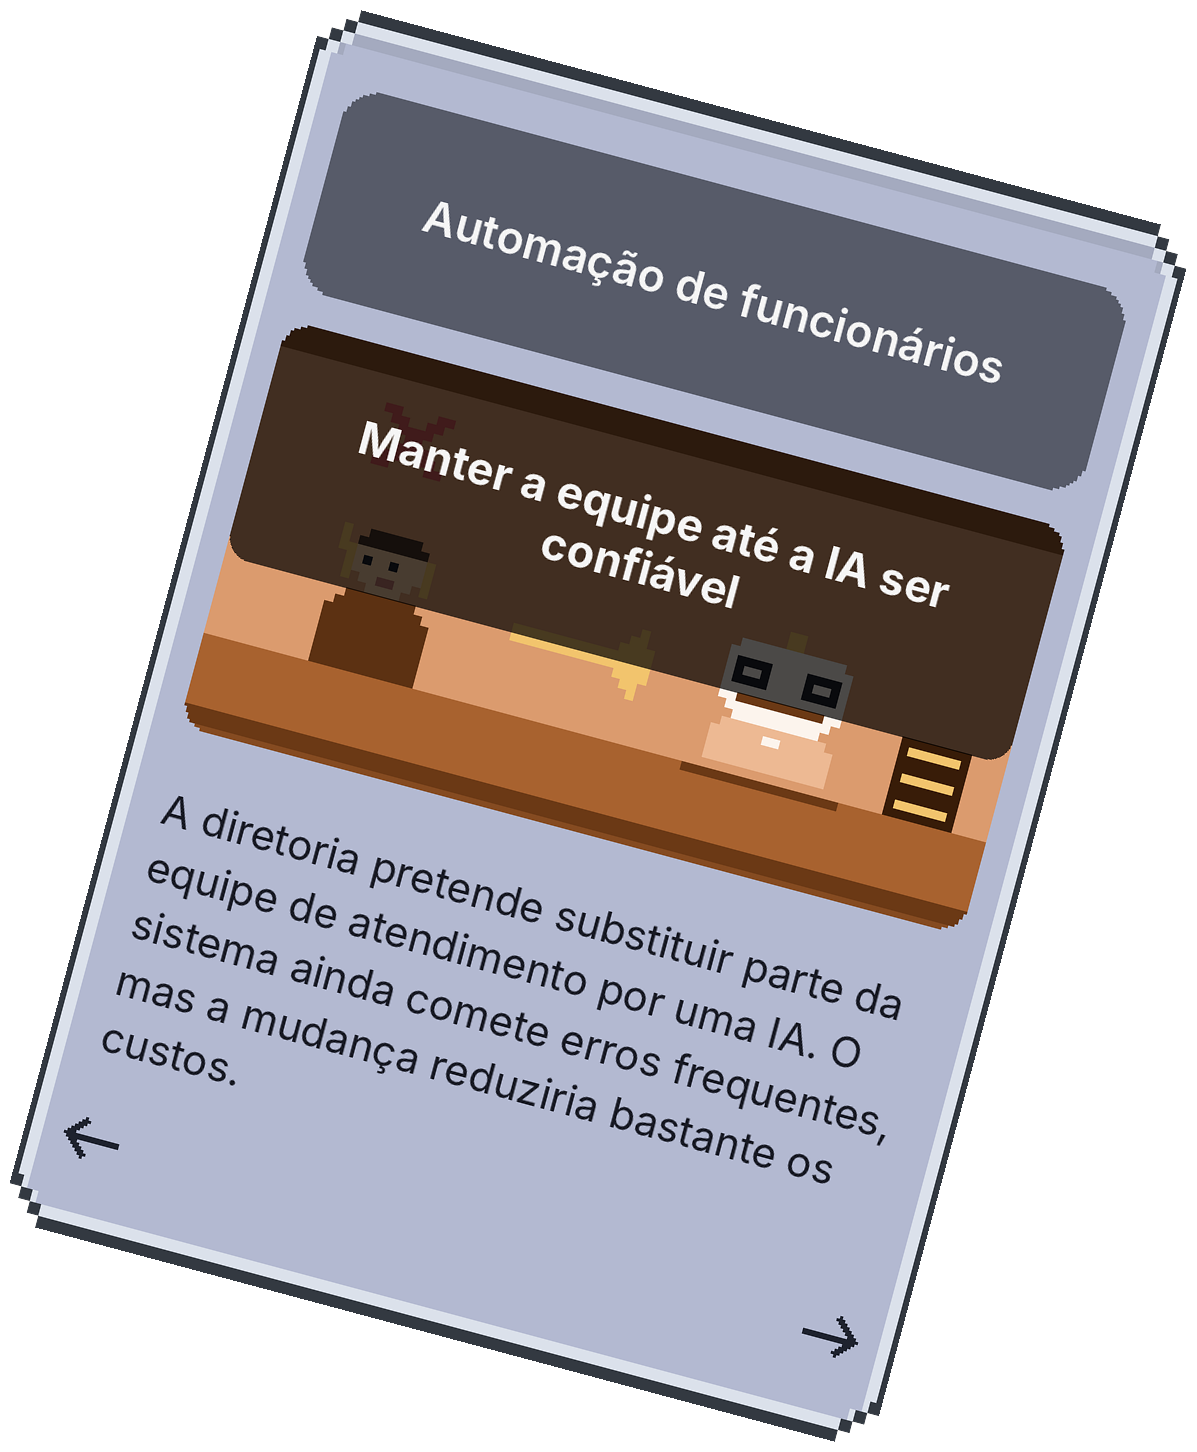 Automação de funcionários
Manter a equipe até a IA ser
confiável
A diretoria pretende substituir parte da
equipe de atendimento por uma IA. O
sistema ainda comete erros frequentes,
mas a mudança reduziria bastante os
custos.